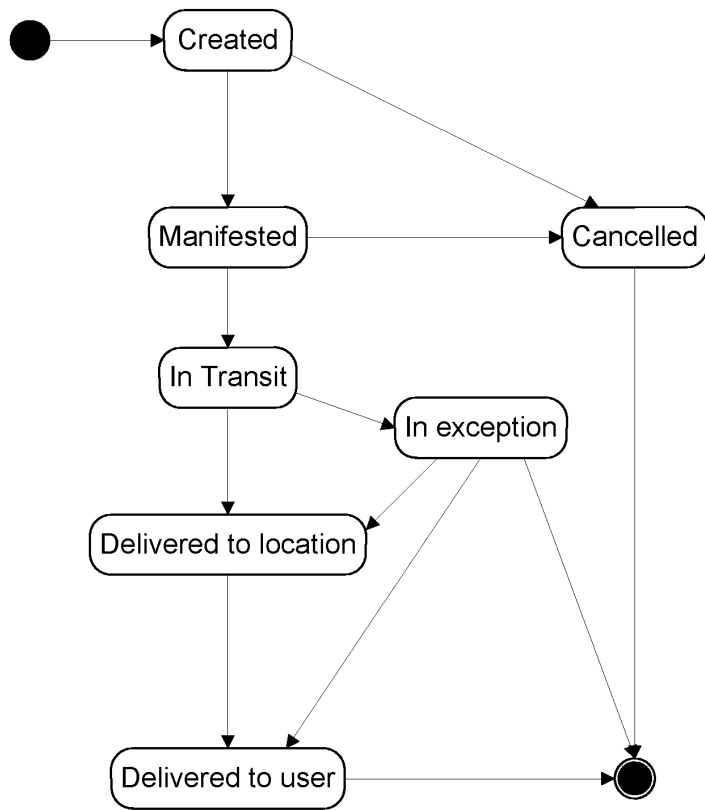 Created
Manifested
Cancelled
In Transit
In exception
Delivered to location
Delivered to user